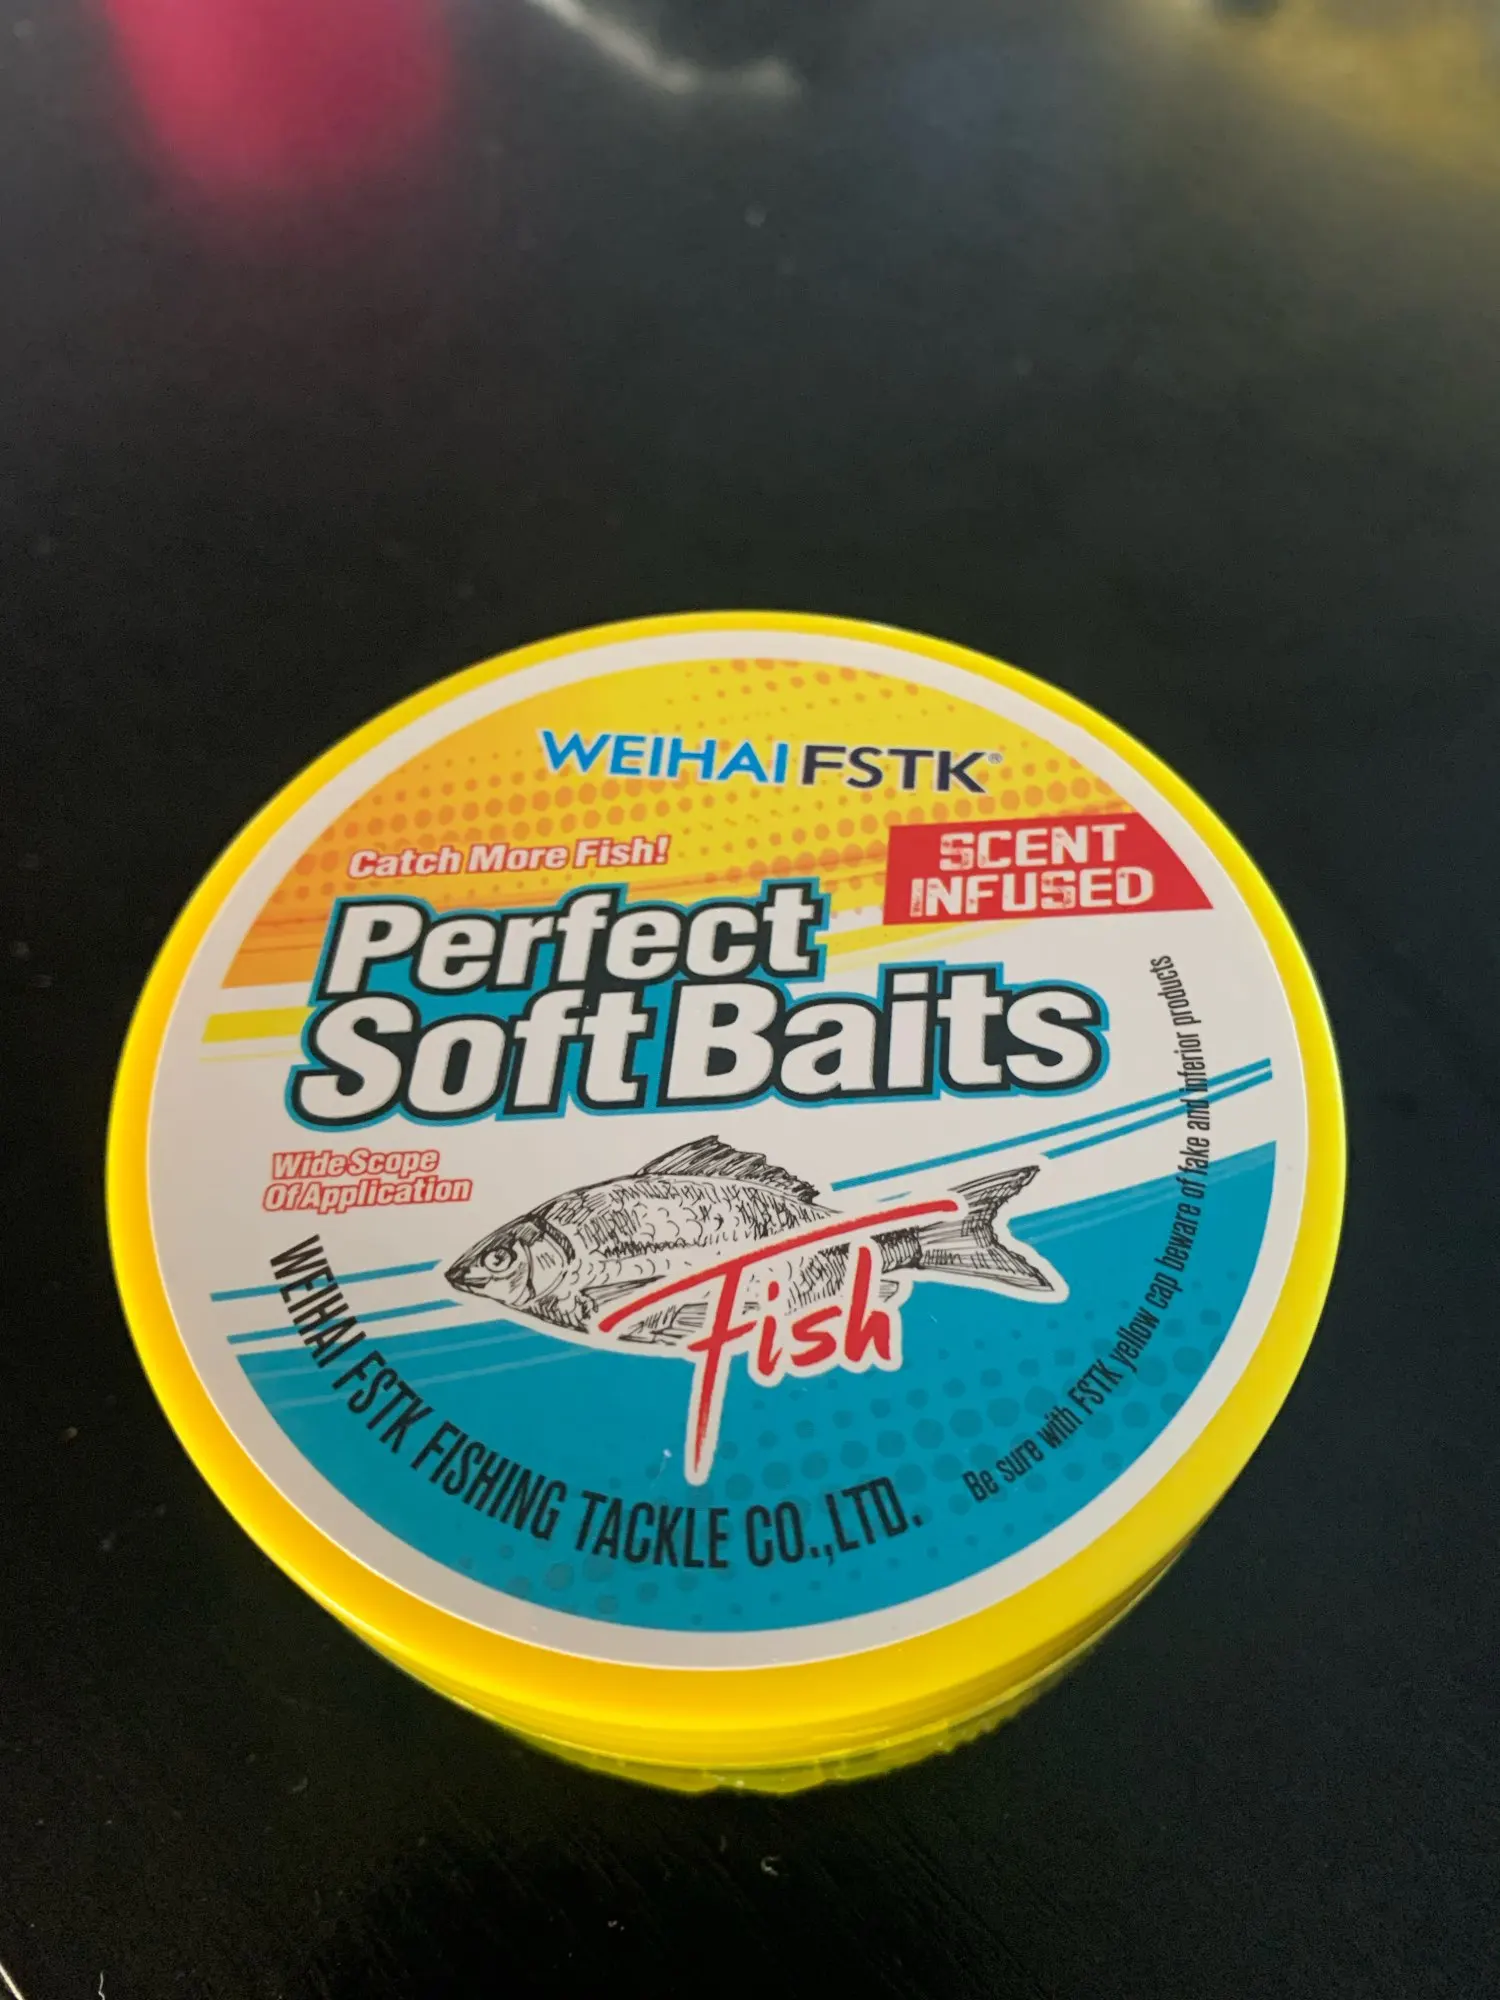 WEIHAI FSTK®
Catch More Fish!
SCENT
INFUSED
Perfect
Soft Baits
Wide Scope
Of Application
Fish
WEIHAI FSTK FISHING TACKLE CO.,LTD.
Be sure with FSTK yellow cap beware of fake and inferior products